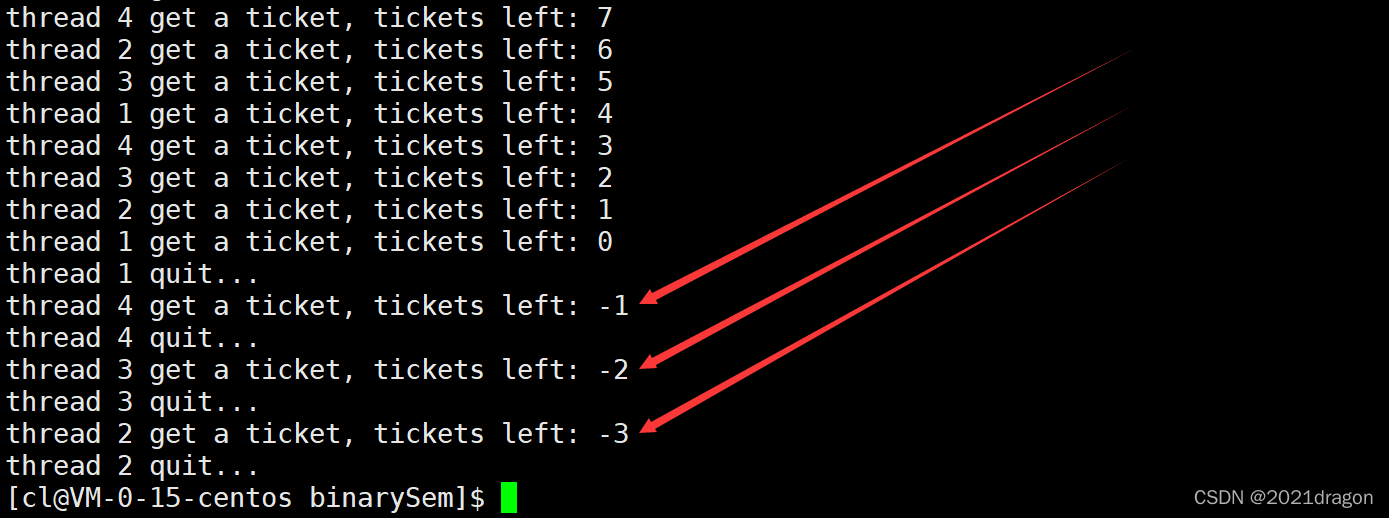 thread 4 get a ticket, tickets left: 7
thread 2 get a ticket, tickets left: 6
thread 3 get a ticket, tickets left: 5
thread 1 get a ticket, tickets left: 4
thread 4 get a ticket, tickets left: 3
thread 3 get a ticket, tickets left: 2
thread 2 get a ticket, tickets left: 1
thread 1 get a ticket, tickets left: 0
thread 1 quit...
thread 4 get a ticket, tickets left: -1
thread 4 quit...
thread 3 get a ticket, tickets left: -2
thread 3 quit...
thread 2 get a ticket, tickets left: -3
thread 2 quit...
[cl@VM-0-15-centos binarySem]$
CSDN @2021dragon